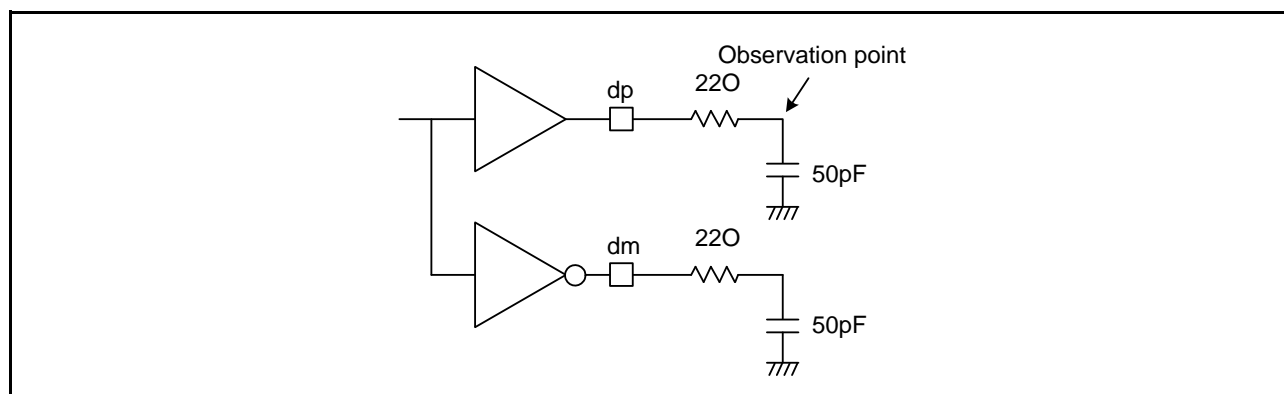 Observation point
dp
22O
50pF
dm
22O
50pF